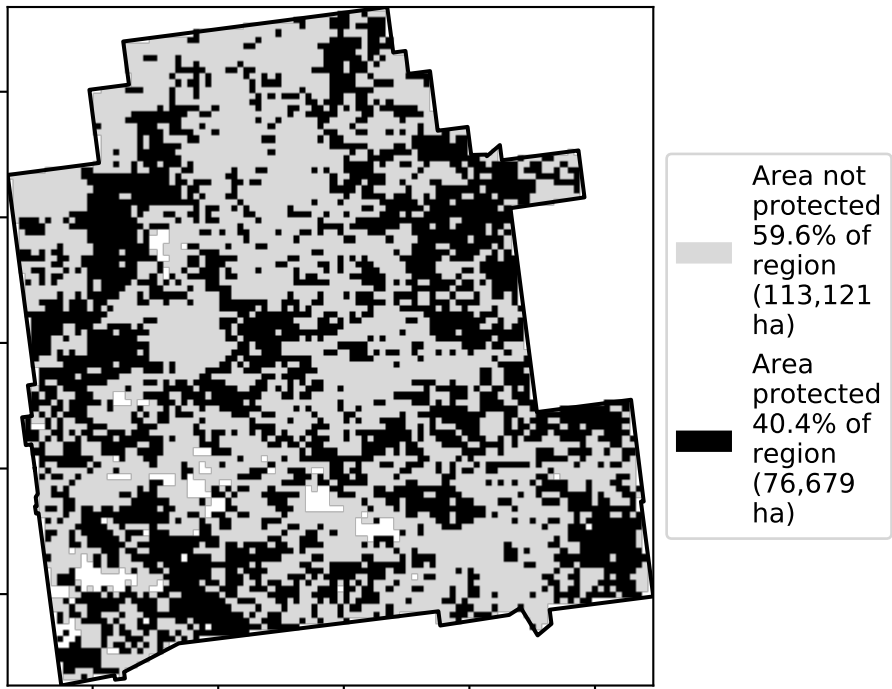 Area not
protected
59.6% of
region
(113,121
ha)
Area
protected
40.4% of
region
(76,679
ha)